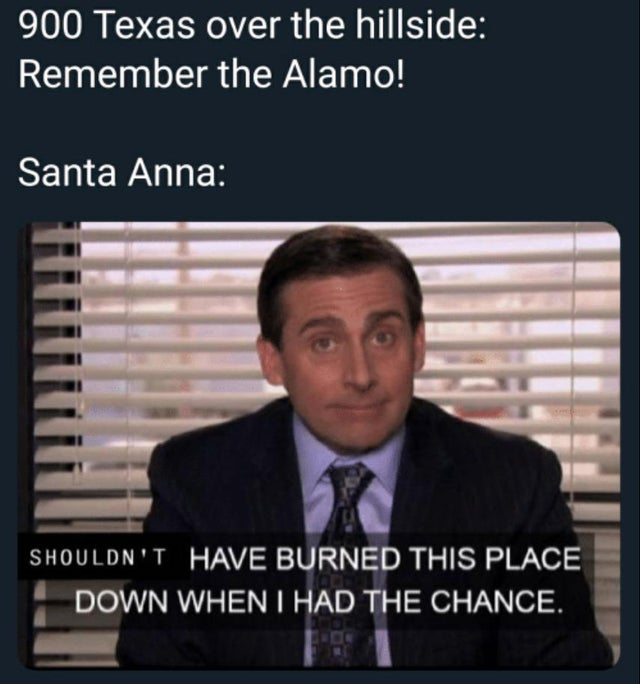 900 Texas over the hillside:
Remember the Alamo!
Santa Anna:
SHOULDN'T HAVE BURNED THIS PLACE
DOWN WHEN I HAD THE CHANCE.